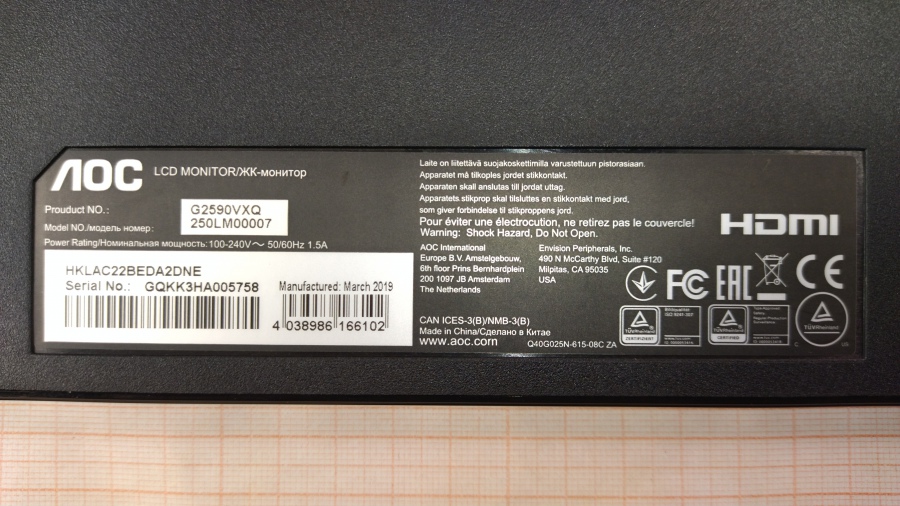 AOC LCD MONITOR/ЖК-монитор
Product NO.: G2590VXQ
Model NO./модель номер: 250LM00007
Power Rating/Номинальная мощность: 100-240V～ 50/60Hz 1.5A
HKLAC22BEDA2DNE
Serial No.: GQKK3HA005758
Manufactured: March 2019
4 038986 166102
Laite on liitettävä suojakoskettimilla varustettuun pistorasiaan.
Apparatet må tilkoples jordet stikkontakt.
Apparaten skall anslutas till jordat uttag.
Apparatets stikprop skal tilsluttes en stikkontakt med jord,
som giver forbindelse til stikproppens jord.
Pour éviter une électrocution, ne retirez pas le couvercle!
Warning: Shock Hazard, Do Not Open.
AOC International
Europe B.V. Amstelgebouw,
6th floor Prins Bernhardplein
200 1097 JB Amsterdam
The Netherlands
Envision Peripherals, Inc.
490 N McCarthy Blvd, Suite #120
Milpitas, CA 95035
USA
CAN ICES-3(B)/NMB-3(B)
Made in China/Сделано в Китае
www.aoc.com
Q40G025N-615-08C ZA
HDMI
FC EAC CE
TÜVRheinland
CERTIFIZIERT
TÜVRheinland
CERTIFIED
TÜVRheinland